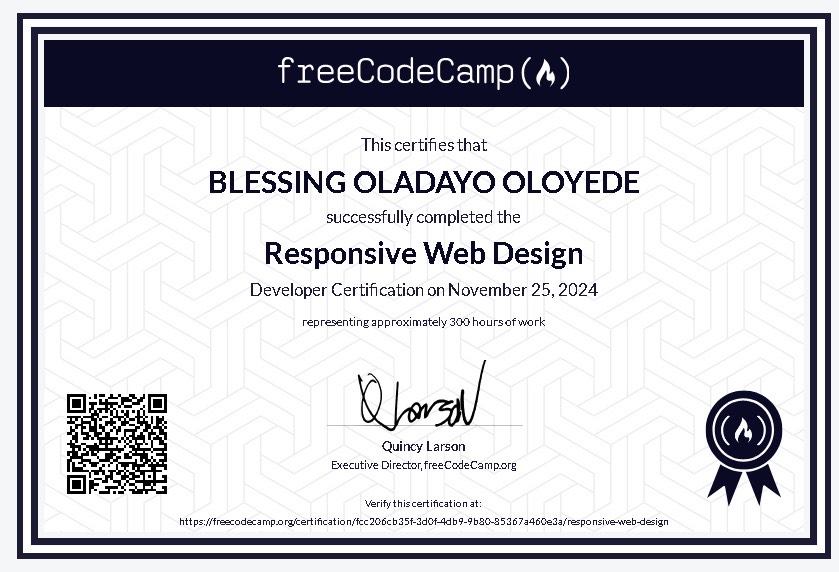 freeCodeCamp
This certifies that
BLESSING OLADAYO OLOYEDE
successfully completed the
Responsive Web Design
Developer Certification on November 25, 2024
representing approximately 300 hours of work
Q Larson
Quincy Larson
Executive Director, freeCodeCamp.org
Verify this certification at:
https://freecodecamp.org/certification/fcc206cb35f-3d0f-4db9-9b80-85367a460e3a/responsive-web-design